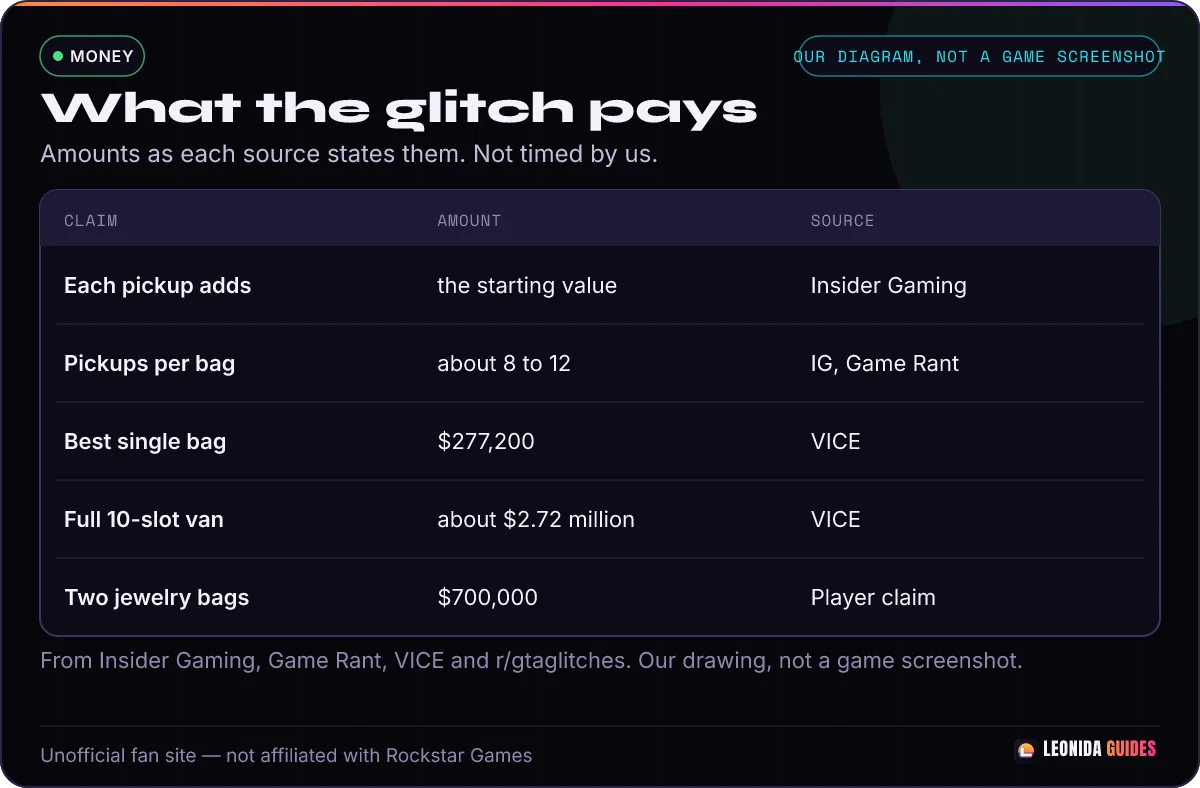 MONEY
OUR DIAGRAM, NOT A GAME SCREENSHOT
What the glitch pays
Amounts as each source states them. Not timed by us.
CLAIM AMOUNT SOURCE
Each pickup adds the starting value Insider Gaming
Pickups per bag about 8 to 12 IG, Game Rant
Best single bag $277,200 VICE
Full 10-slot van about $2.72 million VICE
Two jewelry bags $700,000 Player claim
From Insider Gaming, Game Rant, VICE and r/gtaglitches. Our drawing, not a game screenshot.
Unofficial fan site — not affiliated with Rockstar Games
LEONIDA GUIDES